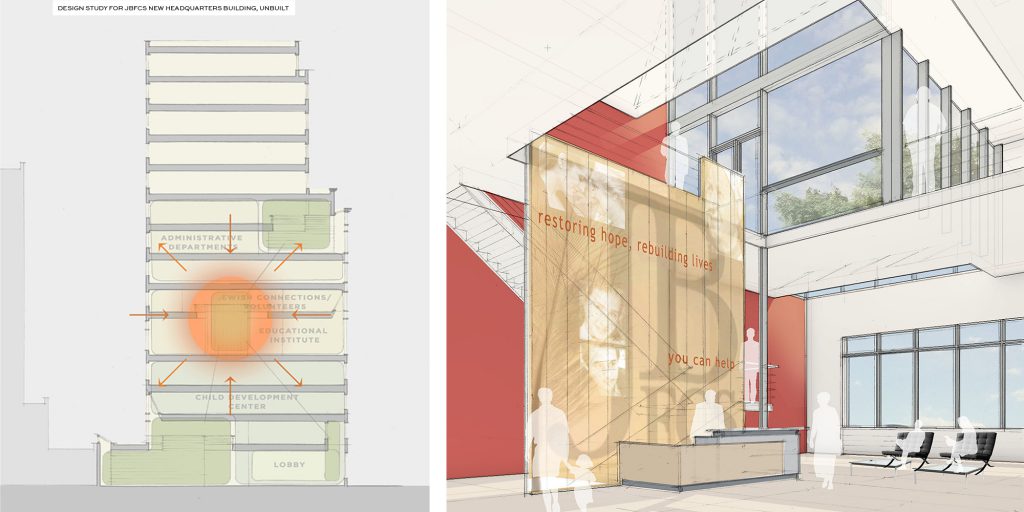 DESIGN STUDY FOR JBFCS NEW HEADQUARTERS BUILDING, UNBUILT
ADMINISTRATIVE
DEPARTMENTS
JEWISH CONNECTIONS/
VOLUNTEERS
EDUCATIONAL
INSTITUTE
CHILD DEVELOPMENT
CENTER
LOBBY
restoring hope, rebuilding lives
you can help